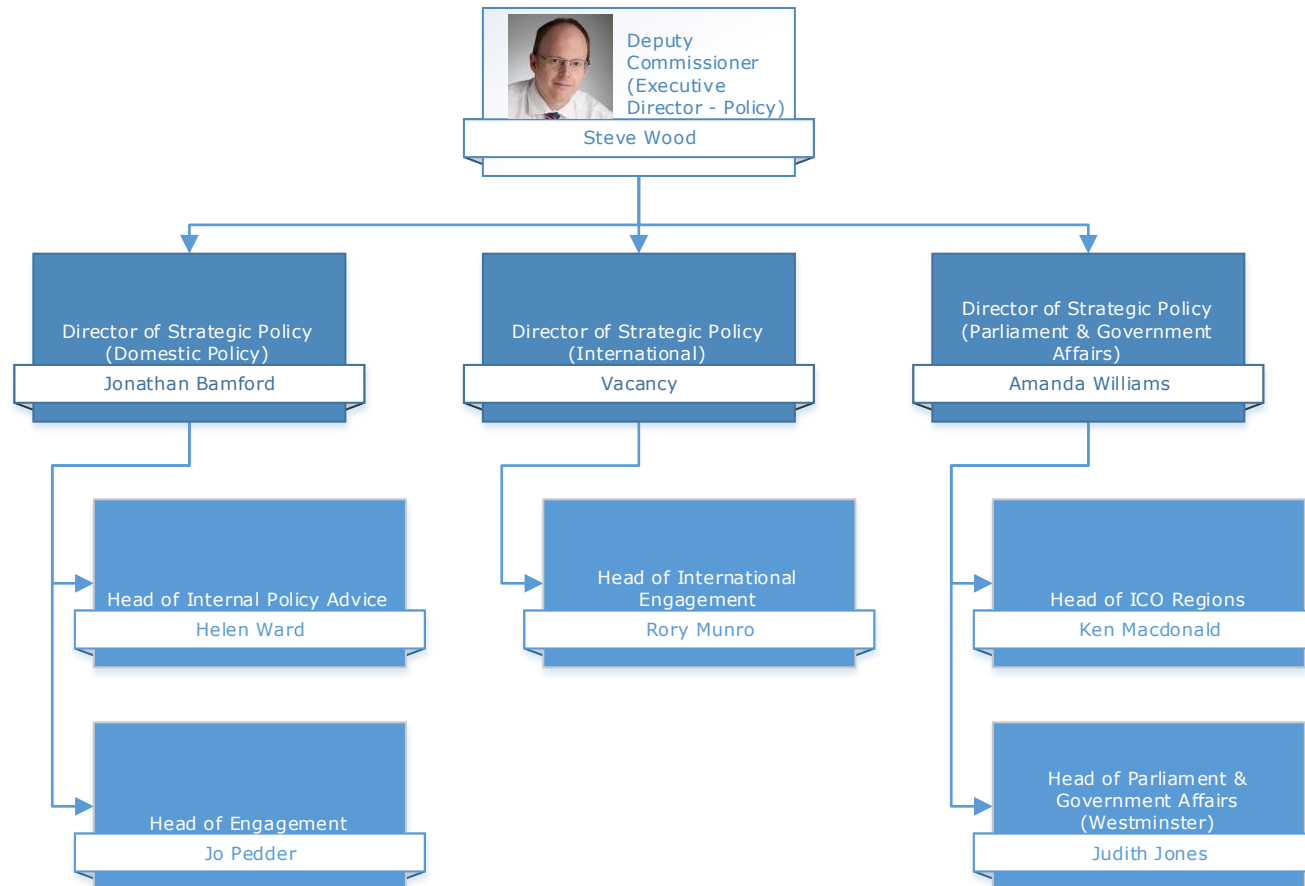 Deputy
Commissioner
(Executive
Director - Policy)
Steve Wood
Director of Strategic Policy
(Domestic Policy)
Jonathan Bamford
Director of Strategic Policy
(International)
Vacancy
Director of Strategic Policy
(Parliament & Government
Affairs)
Amanda Williams
Head of Internal Policy Advice
Helen Ward
Head of International
Engagement
Rory Munro
Head of ICO Regions
Ken Macdonald
Head of Engagement
Jo Pedder
Head of Parliament &
Government Affairs
(Westminster)
Judith Jones